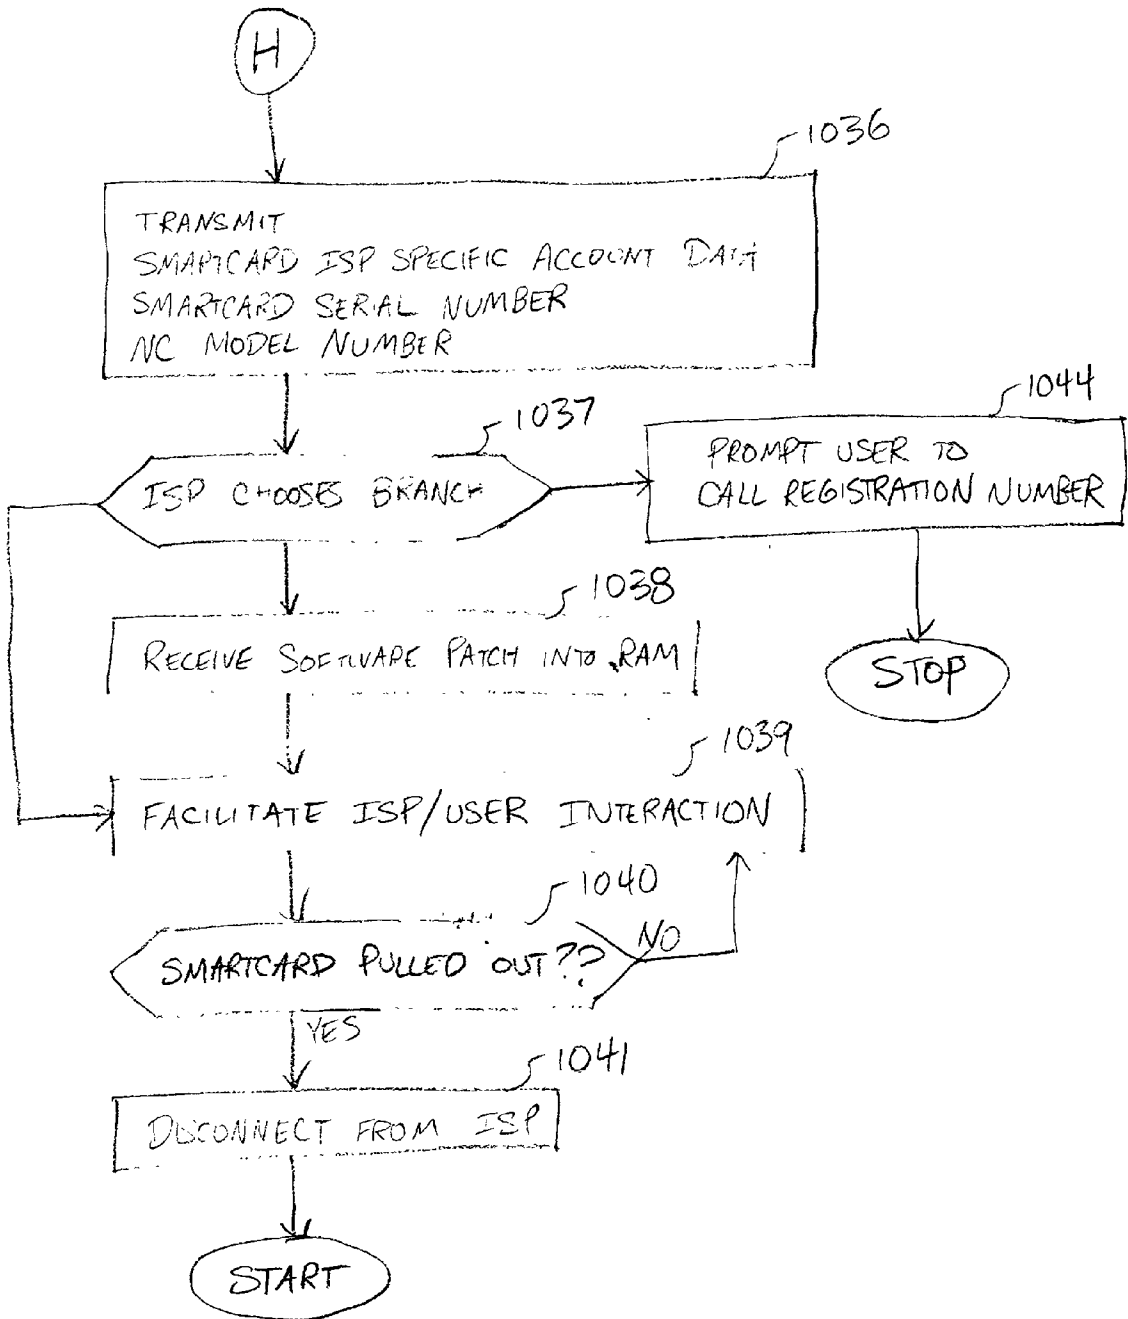 H
1036
TRANSMIT
SMARTCARD ISP SPECIFIC ACCOUNT DATA
SMARTCARD SERIAL NUMBER
NC MODEL NUMBER
1037
ISP CHOOSES BRANCH
1044
PROMPT USER TO
CALL REGISTRATION NUMBER
STOP
1038
RECEIVE SOFTWARE PATCH INTO RAM
1039
FACILITATE ISP/USER INTERACTION
1040
SMARTCARD PULLED OUT??
NO
YES
1041
DISCONNECT FROM ISP
START